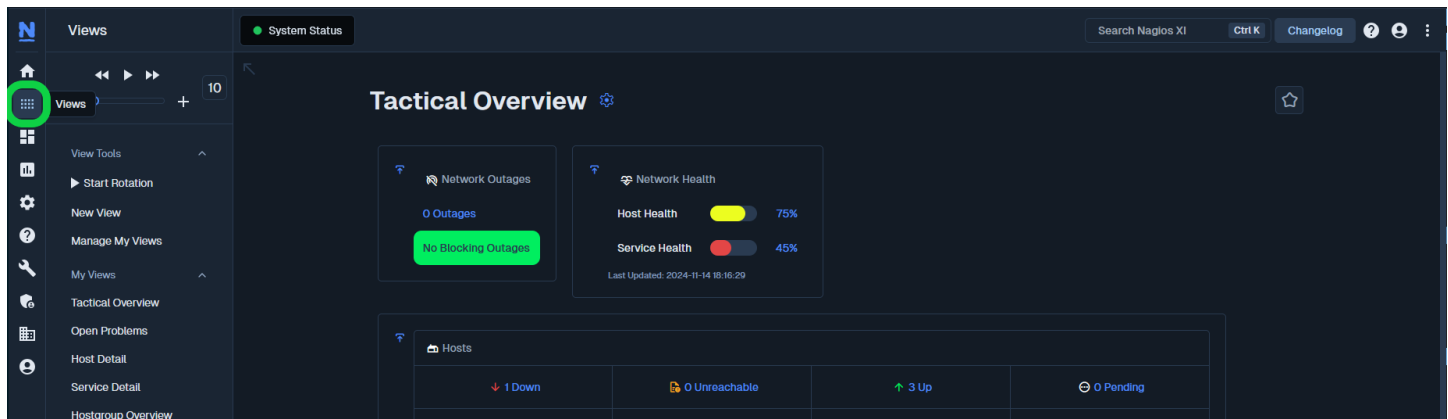 N
Views
System Status
Search Nagios XI
Ctrl K
Changelog
10
Views
Tactical Overview
View Tools
Start Rotation
New View
Manage My Views
My Views
Tactical Overview
Open Problems
Host Detail
Service Detail
Hostgroup Overview
Network Outages
0 Outages
No Blocking Outages
Network Health
Host Health 75%
Service Health 45%
Last Updated: 2024-11-14 18:16:29
Hosts
1 Down
0 Unreachable
3 Up
0 Pending